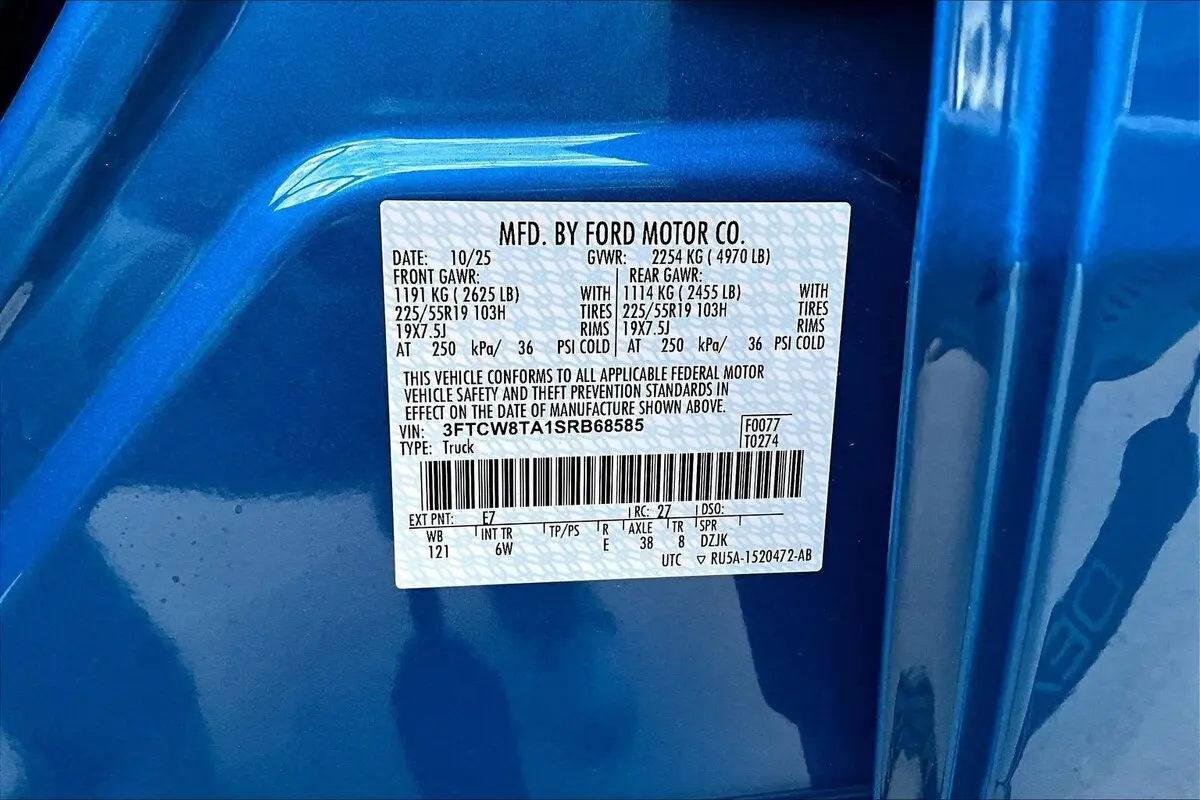 MFD. BY FORD MOTOR CO.
DATE: 10/25 GVWR: 2254 KG ( 4970 LB)
FRONT GAWR: REAR GAWR:
1191 KG ( 2625 LB) WITH 1114 KG ( 2455 LB) WITH
225/55R19 103H TIRES 225/55R19 103H TIRES
19X7.5J RIMS 19X7.5J RIMS
AT 250 kPa/ 36 PSI COLD AT 250 kPa/ 36 PSI COLD
THIS VEHICLE CONFORMS TO ALL APPLICABLE FEDERAL MOTOR
VEHICLE SAFETY AND THEFT PREVENTION STANDARDS IN
EFFECT ON THE DATE OF MANUFACTURE SHOWN ABOVE.
VIN: 3FTCW8TA1SRB68585 F0077
TYPE: Truck T0274
EXT PNT: E7 RC: 27 DSO:
WB INT TR TP/PS R AXLE TR SPR
121 6W E 38 8 DZJK
UTC ▽ RU5A-1520472-AB